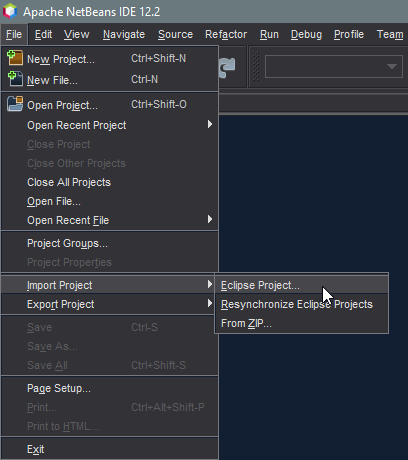 Apache NetBeans IDE 12.2
File Edit View Navigate Source Refactor Run Debug Profile Team
New Project... Ctrl+Shift-N
New File... Ctrl-N
Open Project... Ctrl+Shift-O
Open Recent Project
Close Project
Close Other Projects
Close All Projects
Open File...
Open Recent File
Project Groups...
Project Properties
Import Project Eclipse Project...
Export Project Resynchronize Eclipse Projects
From ZIP...
Save Ctrl-S
Save As...
Save All Ctrl+Shift-S
Page Setup...
Print... Ctrl+Alt+Shift-P
Print to HTML...
Exit